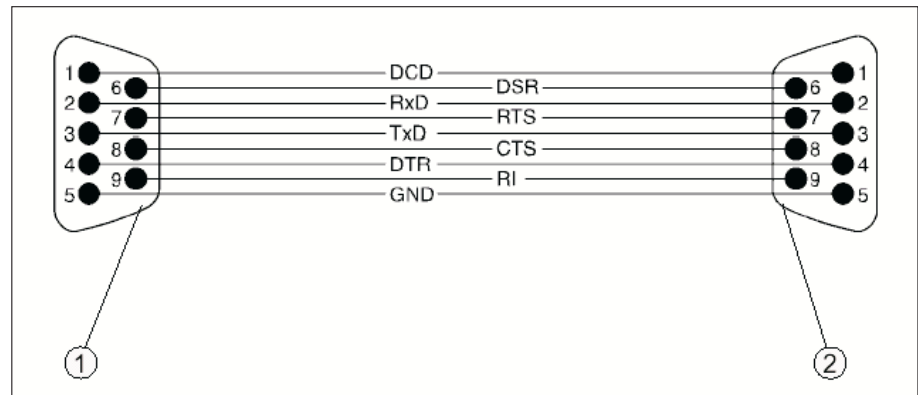 1 DCD 1
6 DSR 6
2 RxD 2
7 RTS 7
3 TxD 3
8 CTS 8
4 DTR 4
9 RI 9
5 GND 5
1 2